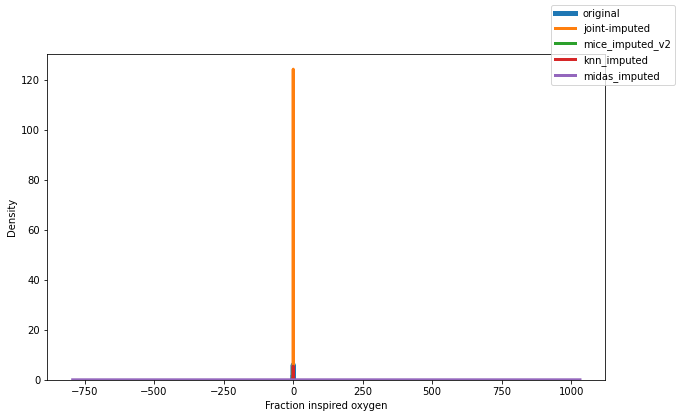 original
joint-imputed
mice_imputed_v2
knn_imputed
midas_imputed
120
100
80
60
40
20
0
Density
−750 −500 −250 0 250 500 750 1000
Fraction inspired oxygen